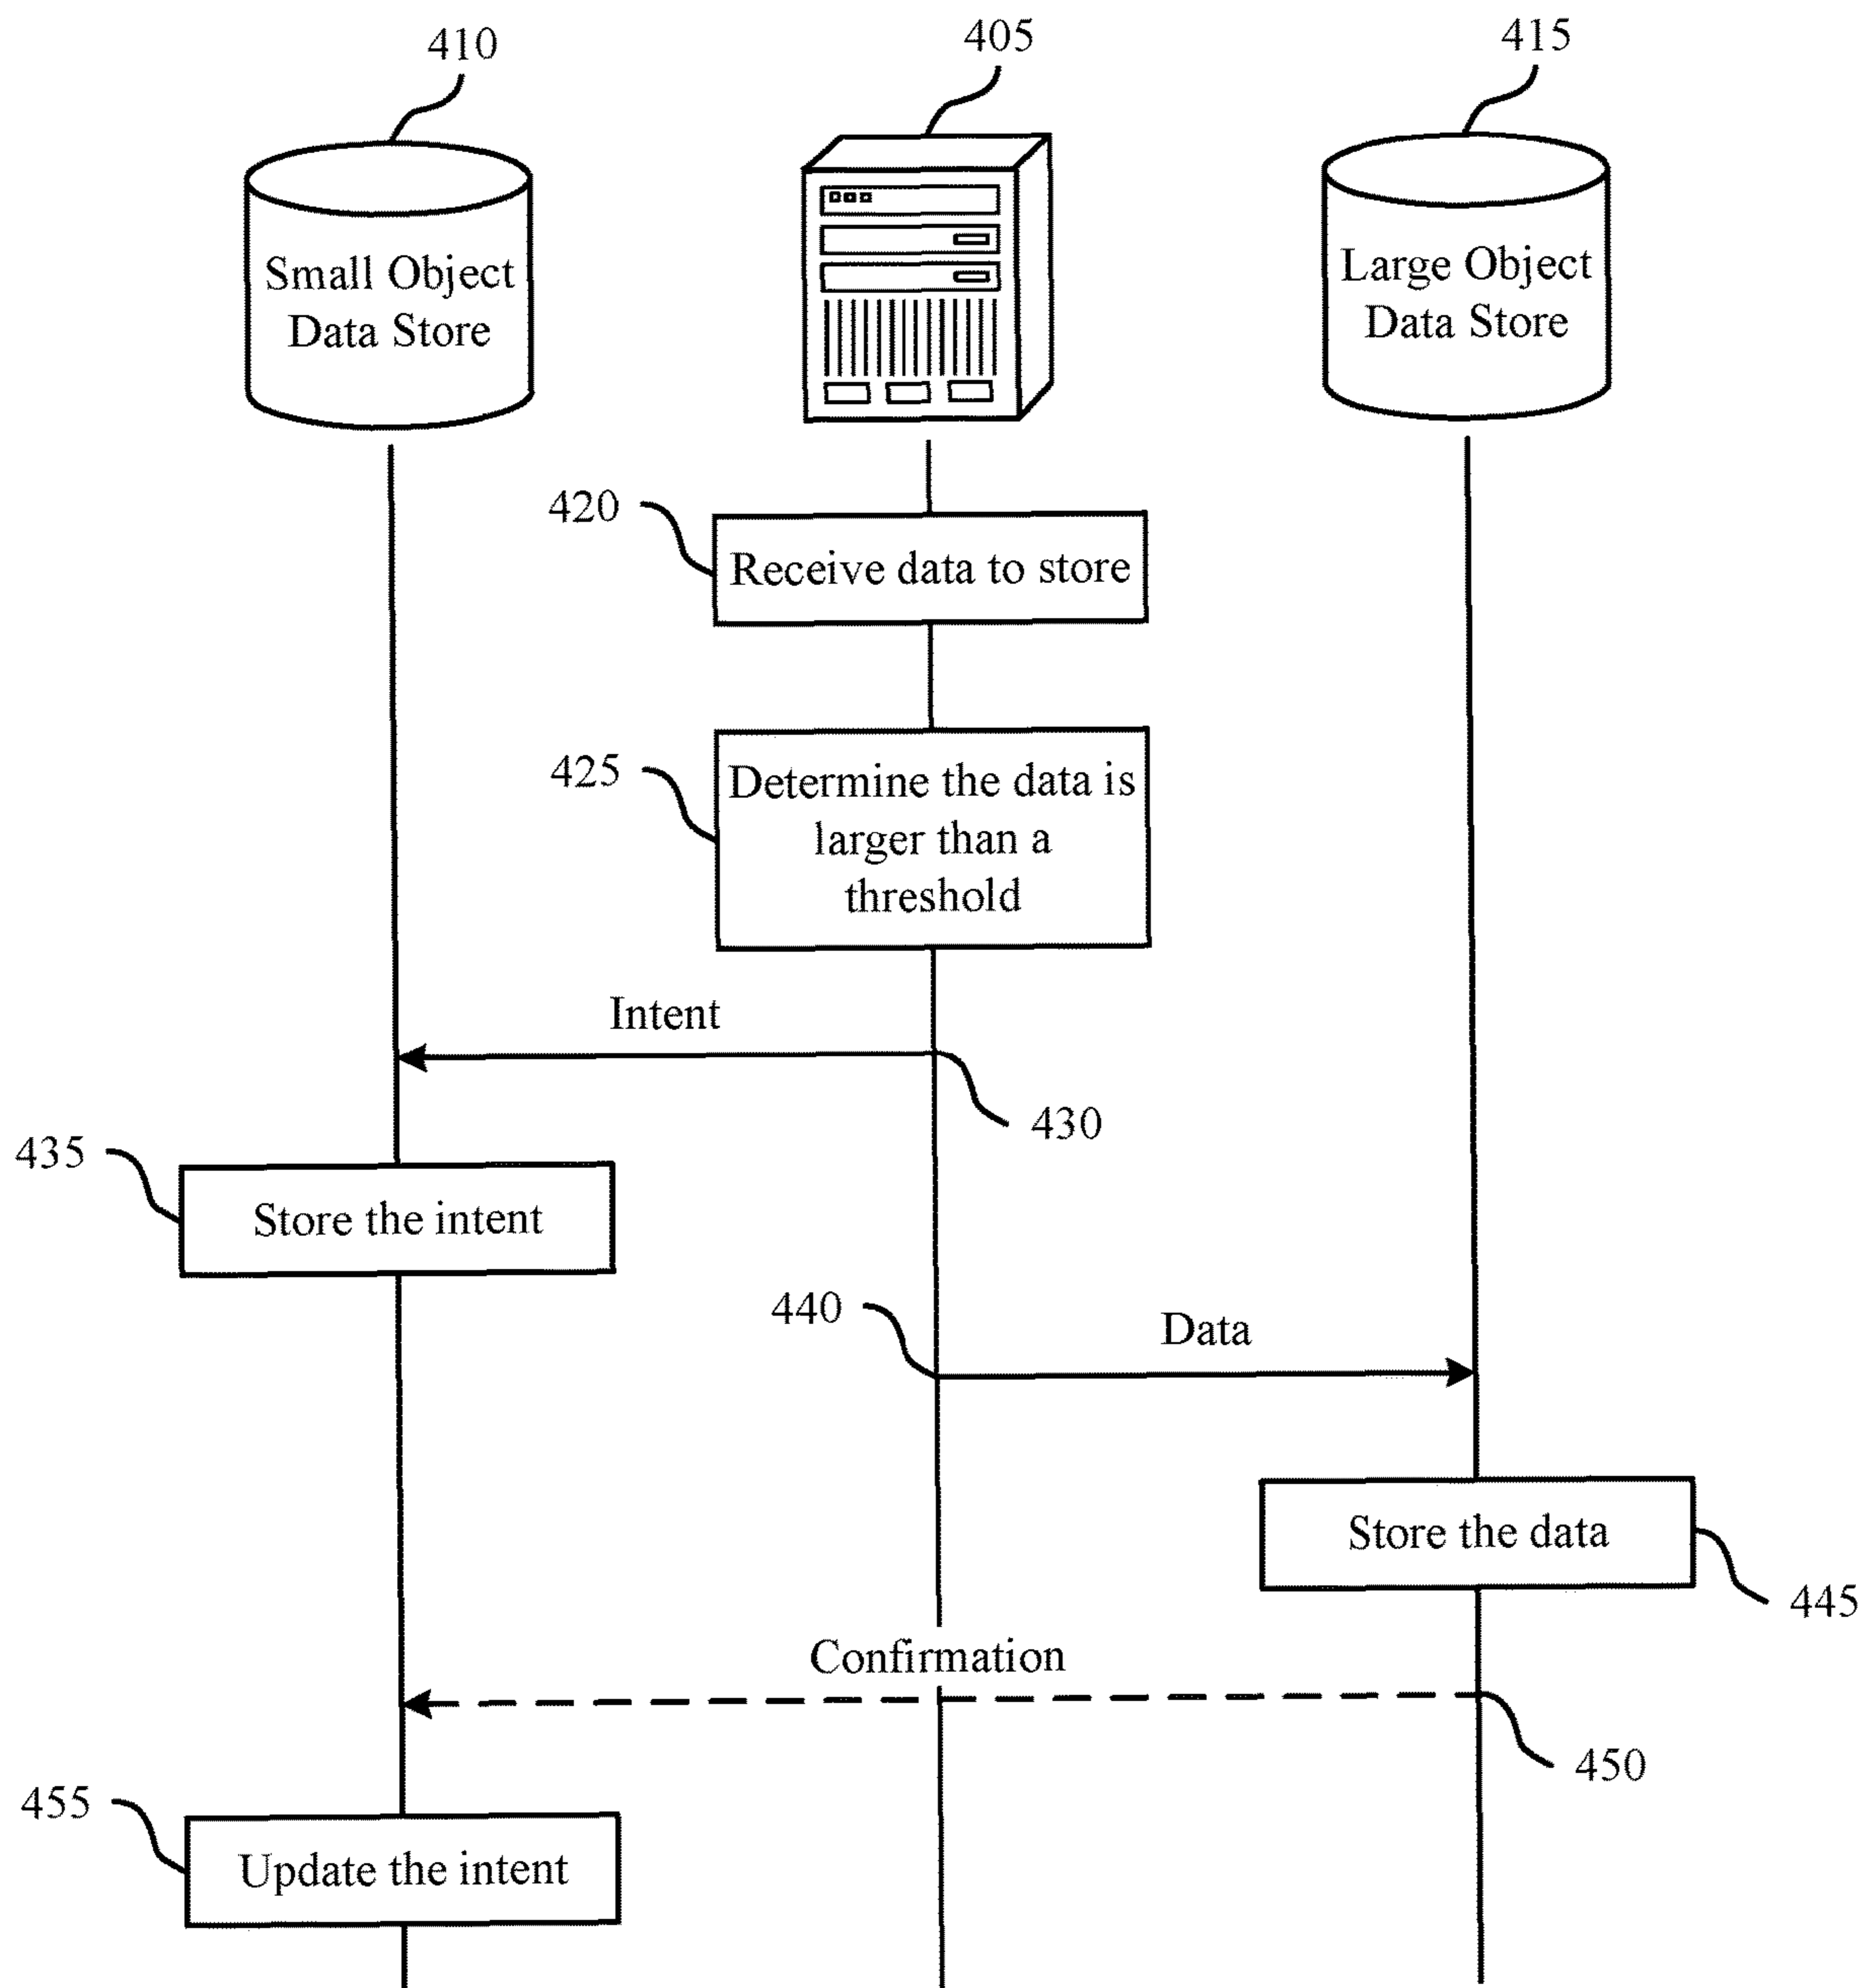 410
405
415
Small Object
Data Store
Large Object
Data Store
420
Receive data to store
425
Determine the data is
larger than a
threshold
Intent
430
435
Store the intent
440
Data
Store the data
445
Confirmation
450
455
Update the intent